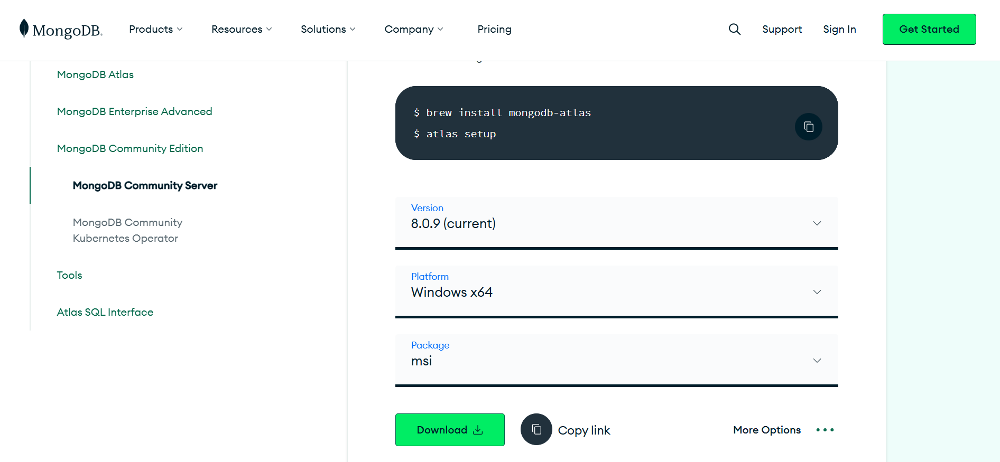 MongoDB.
Products
Resources
Solutions
Company
Pricing
Support
Sign In
Get Started
MongoDB Atlas
MongoDB Enterprise Advanced
MongoDB Community Edition
MongoDB Community Server
MongoDB Community
Kubernetes Operator
Tools
Atlas SQL Interface
$ brew install mongodb-atlas
$ atlas setup
Version
8.0.9 (current)
Platform
Windows x64
Package
msi
Download
Copy link
More Options